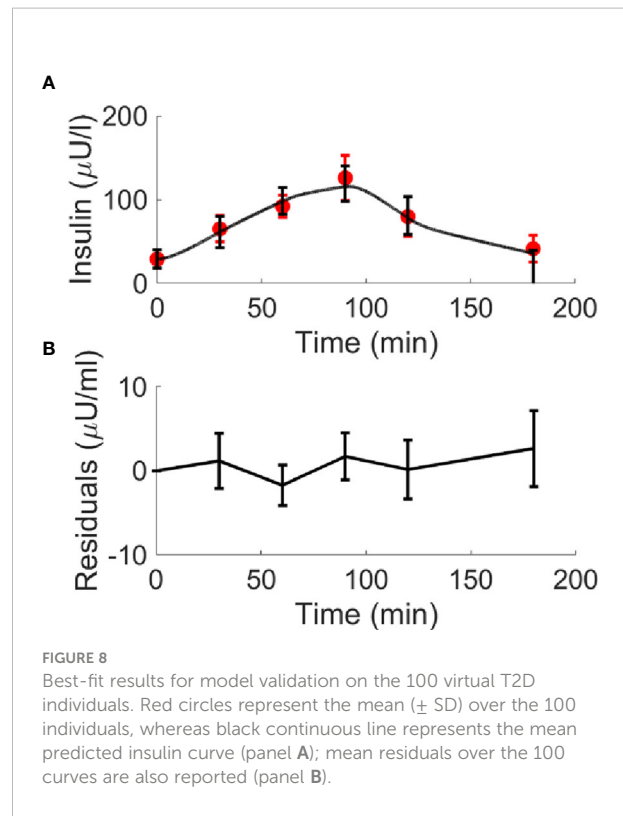 A
Insulin (μU/l)
200
100
0
0 50 100 150 200
Time (min)
B
Residuals (μU/ml)
10
0
-10
0 50 100 150 200
Time (min)
FIGURE 8
Best-fit results for model validation on the 100 virtual T2D
individuals. Red circles represent the mean (± SD) over the 100
individuals, whereas black continuous line represents the mean
predicted insulin curve (panel A); mean residuals over the 100
curves are also reported (panel B).